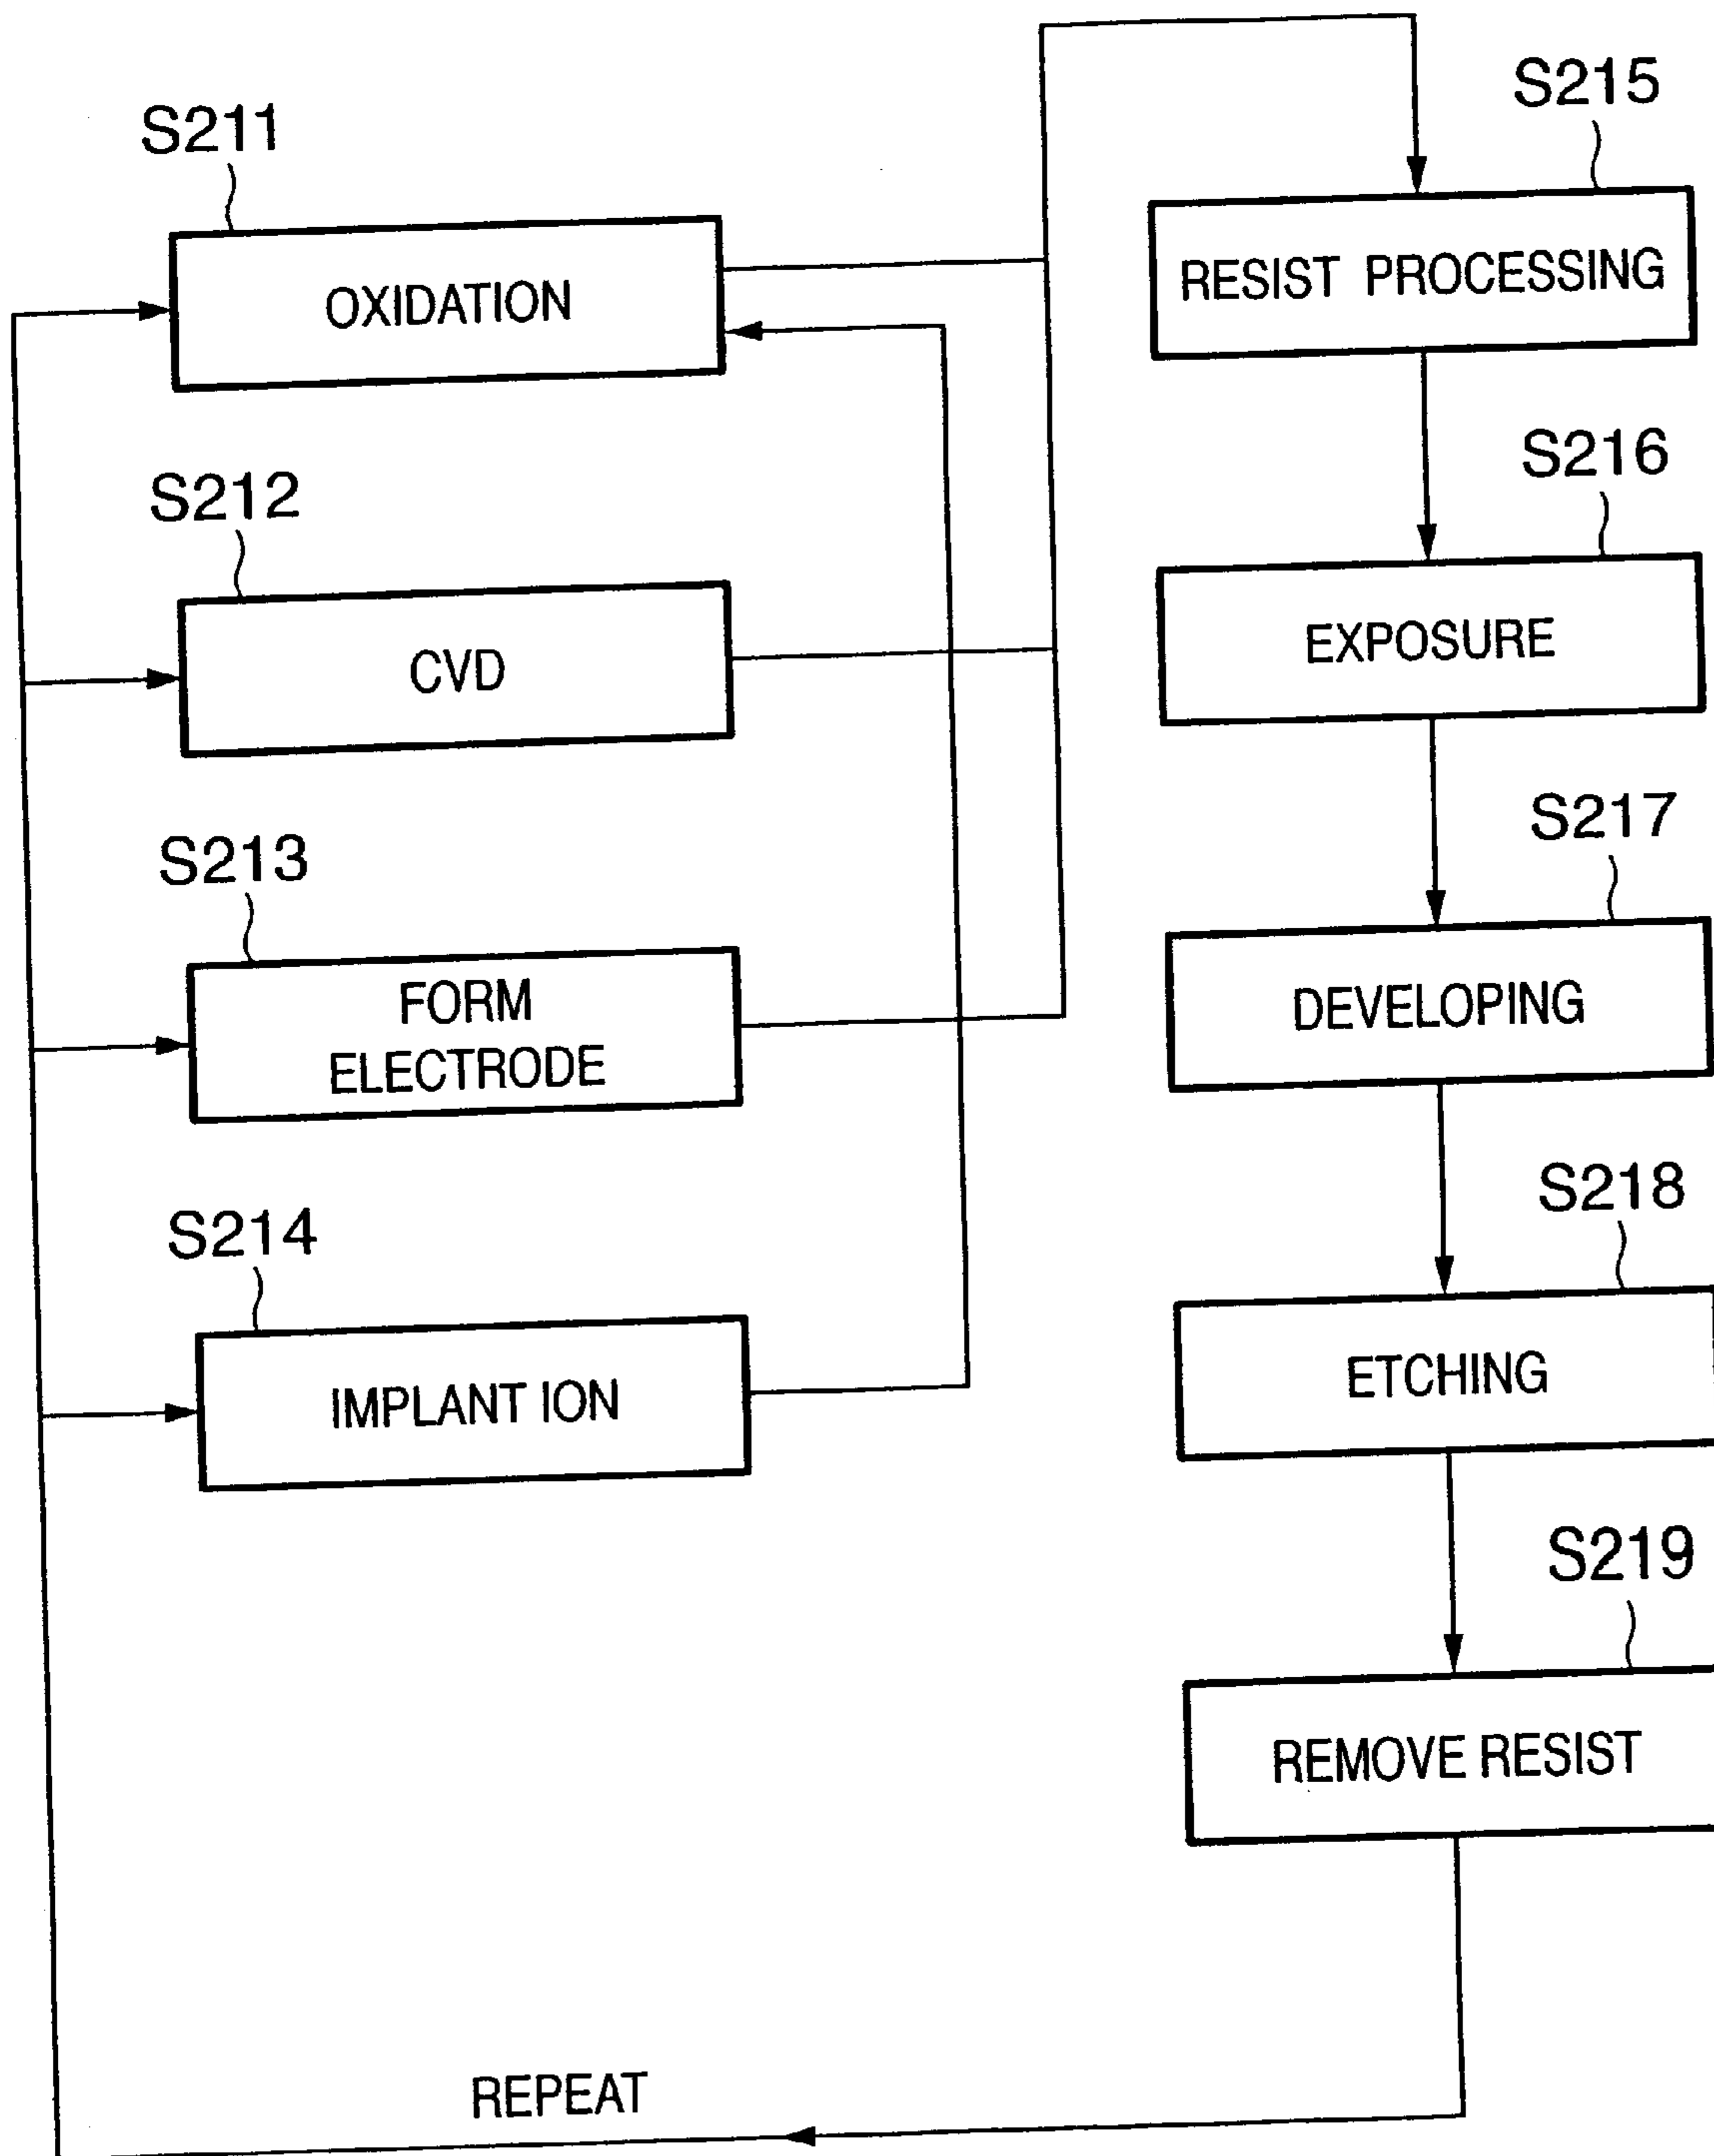 S211
OXIDATION
S212
CVD
S213
FORM
ELECTRODE
S214
IMPLANT ION
S215
RESIST PROCESSING
S216
EXPOSURE
S217
DEVELOPING
S218
ETCHING
S219
REMOVE RESIST
REPEAT